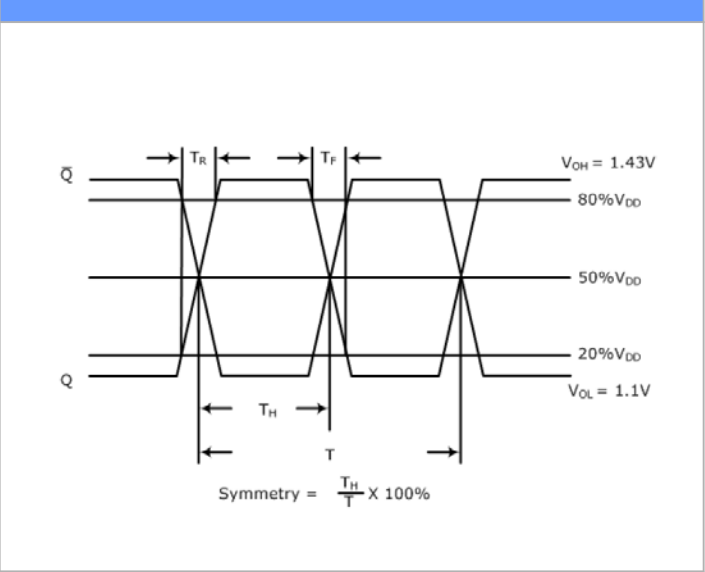 TR TF
Q̅
VOH = 1.43V
80%VDD
50%VDD
20%VDD
Q
VOL = 1.1V
TH
T
Symmetry = TH/T X 100%